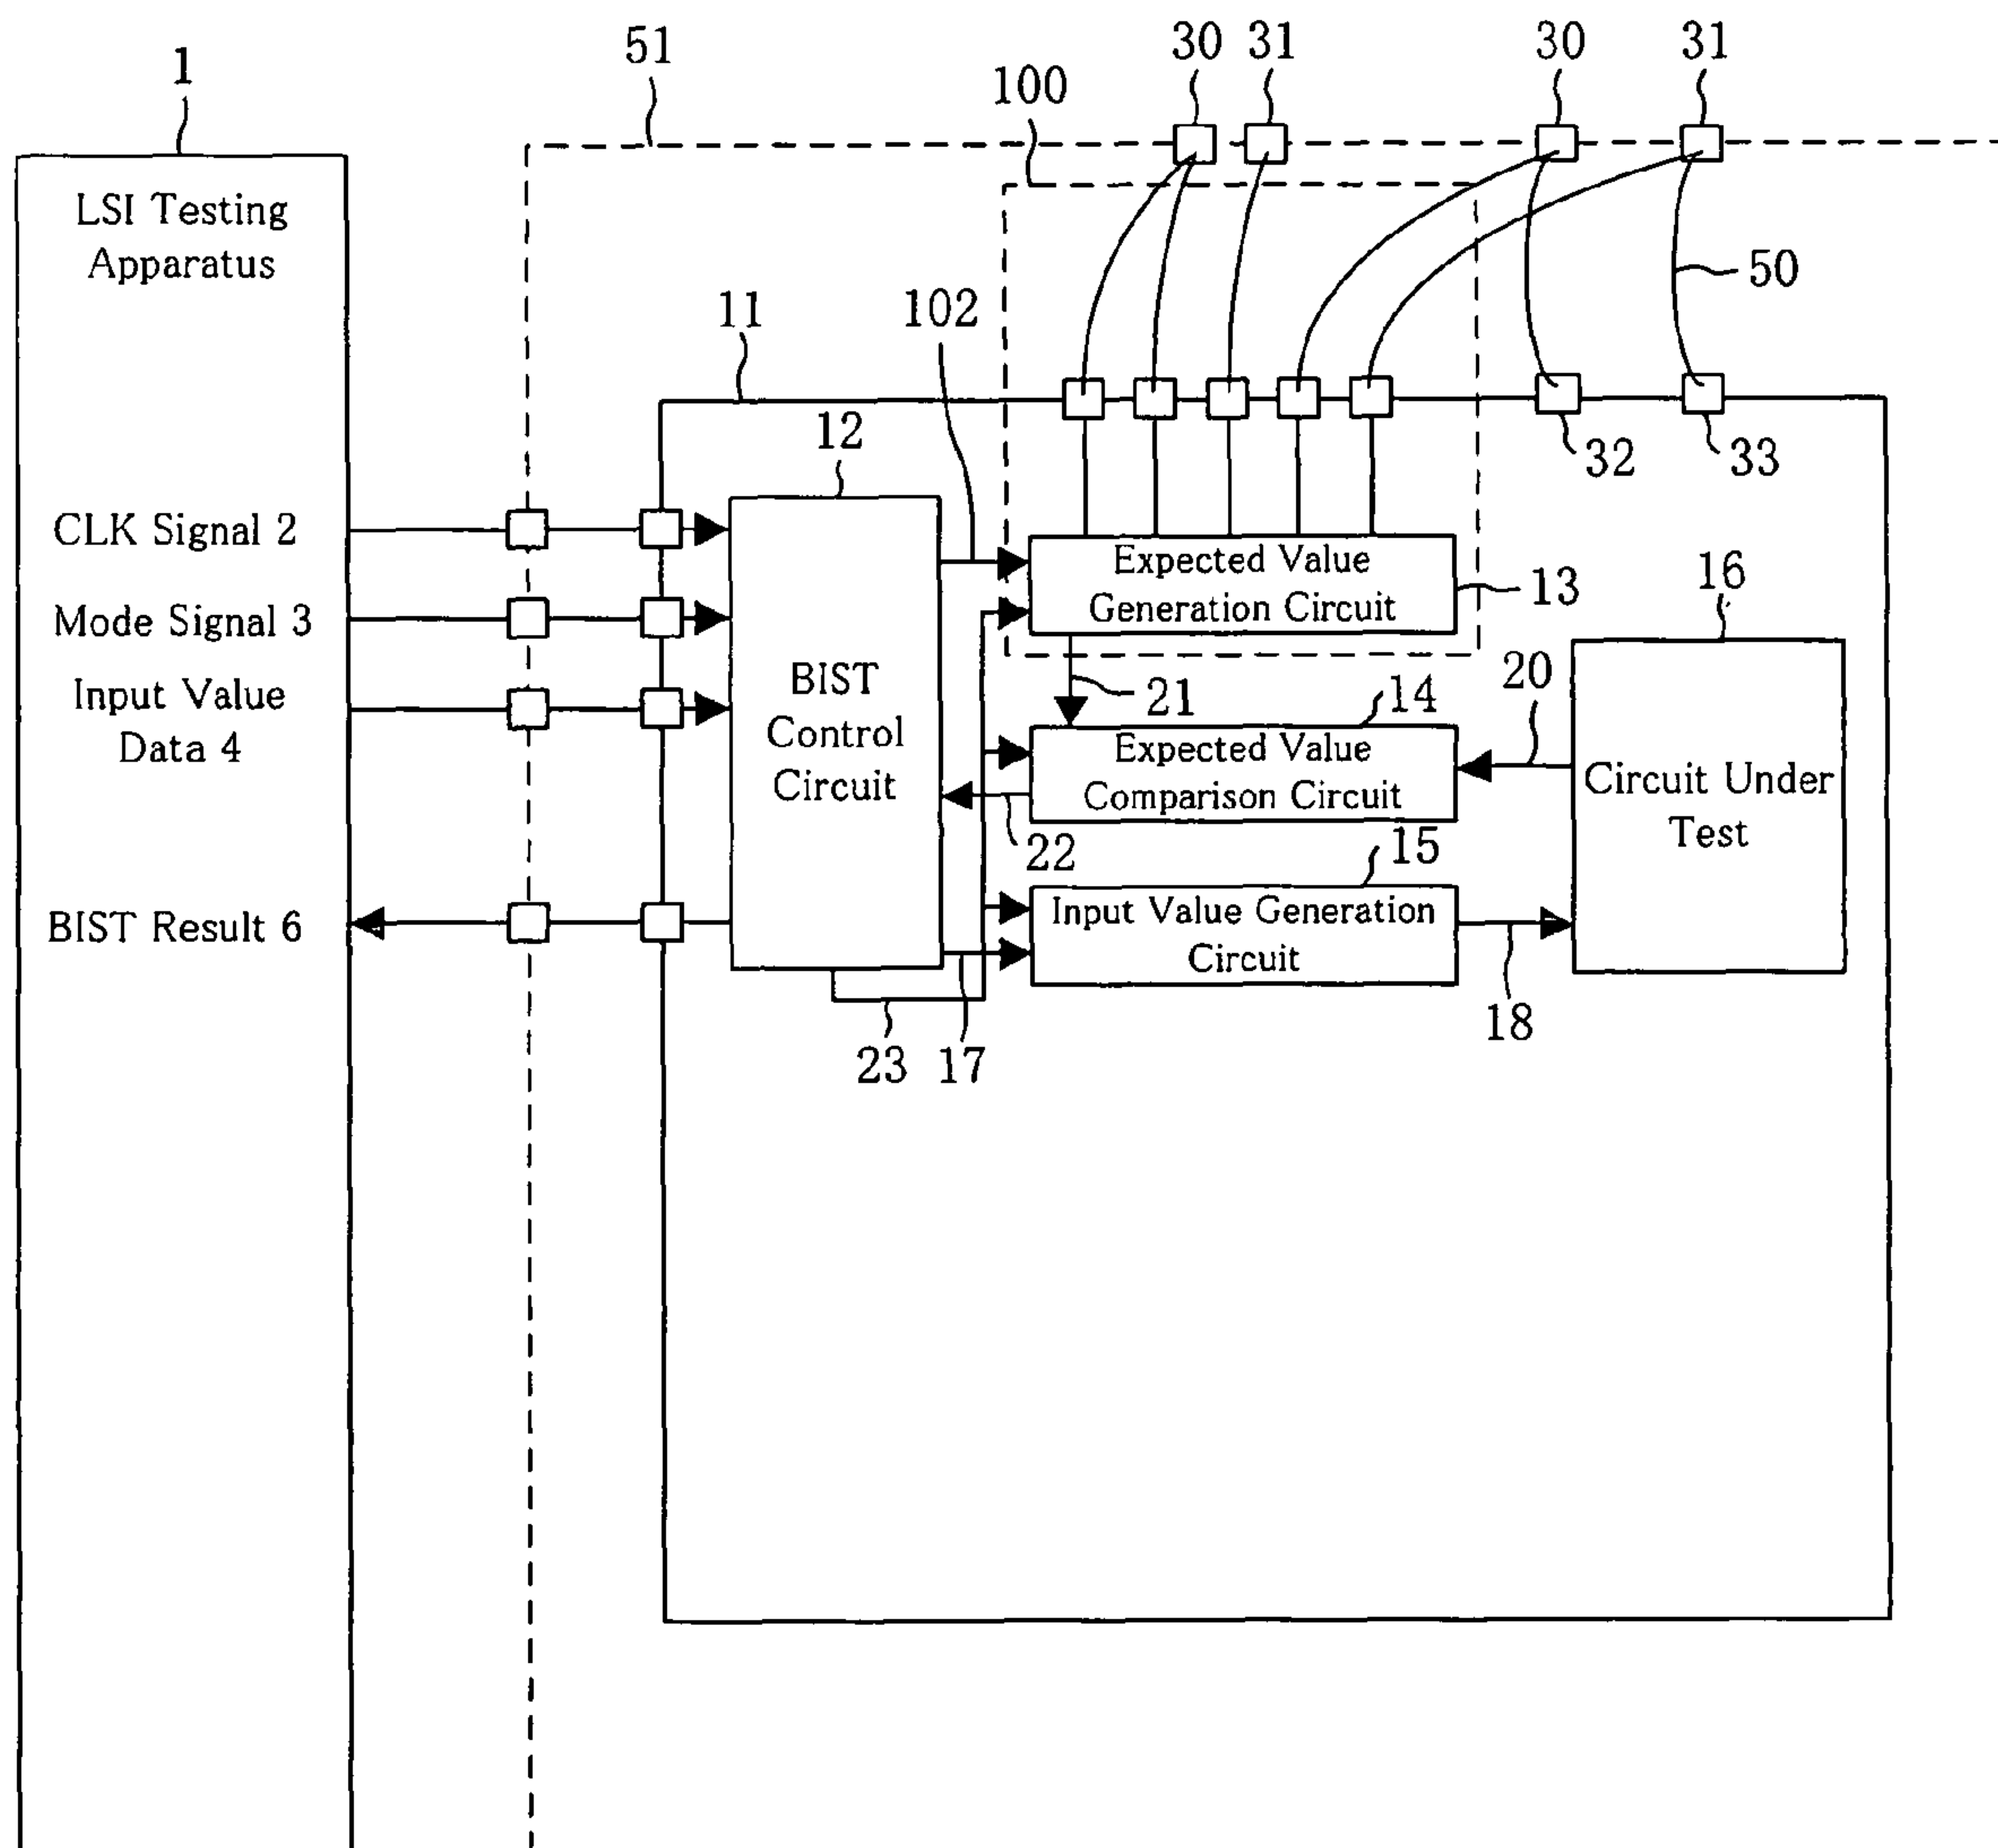 30
31
30
31
51
1
100
LSI Testing
Apparatus
50
102
11
12
32
33
CLK Signal 2
Expected Value
Generation Circuit
13
16
Mode Signal 3
BIST
Control
Circuit
21
14
20
Input Value
Data 4
Expected Value
Comparison Circuit
Circuit Under
Test
22
15
BIST Result 6
Input Value Generation
Circuit
18
23
17